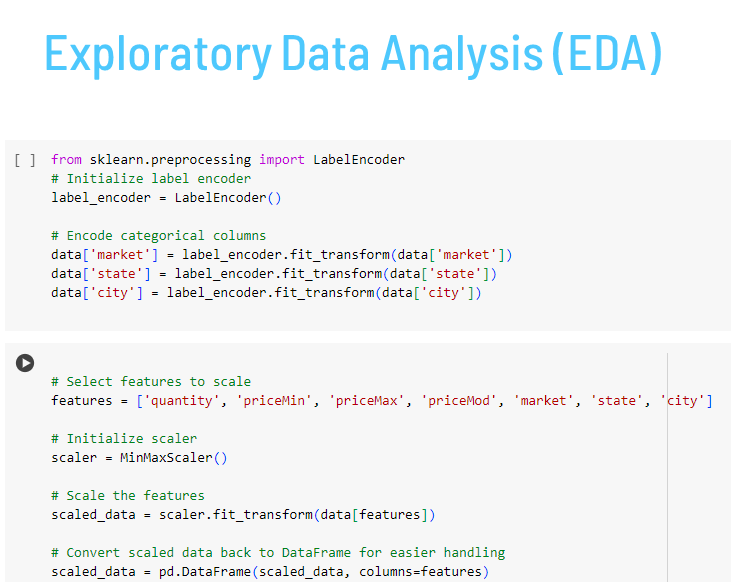 Exploratory Data Analysis (EDA)
[ ] from sklearn.preprocessing import LabelEncoder
# Initialize label encoder
label_encoder = LabelEncoder()
# Encode categorical columns
data['market'] = label_encoder.fit_transform(data['market'])
data['state'] = label_encoder.fit_transform(data['state'])
data['city'] = label_encoder.fit_transform(data['city'])
# Select features to scale
features = ['quantity', 'priceMin', 'priceMax', 'priceMod', 'market', 'state', 'city']
# Initialize scaler
scaler = MinMaxScaler()
# Scale the features
scaled_data = scaler.fit_transform(data[features])
# Convert scaled data back to DataFrame for easier handling
scaled_data = pd.DataFrame(scaled_data, columns=features)